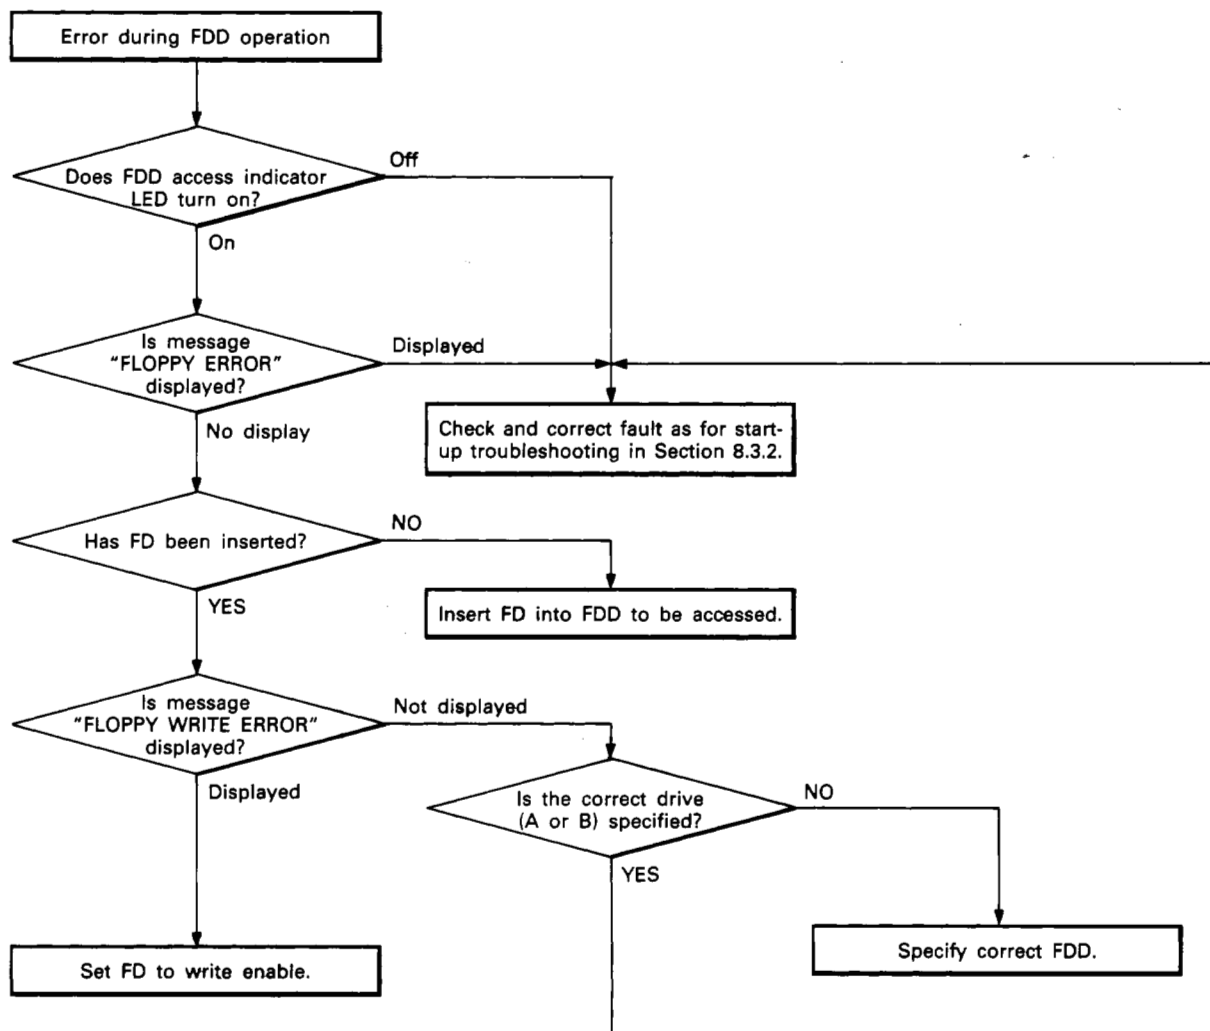 Error during FDD operation
Does FDD access indicator
LED turn on?
Off
On
Is message
"FLOPPY ERROR"
displayed?
Displayed
No display
Check and correct fault as for start-
up troubleshooting in Section 8.3.2.
Has FD been inserted?
NO
YES
Insert FD into FDD to be accessed.
Is message
"FLOPPY WRITE ERROR"
displayed?
Not displayed
Displayed
Is the correct drive
(A or B) specified?
NO
YES
Set FD to write enable.
Specify correct FDD.